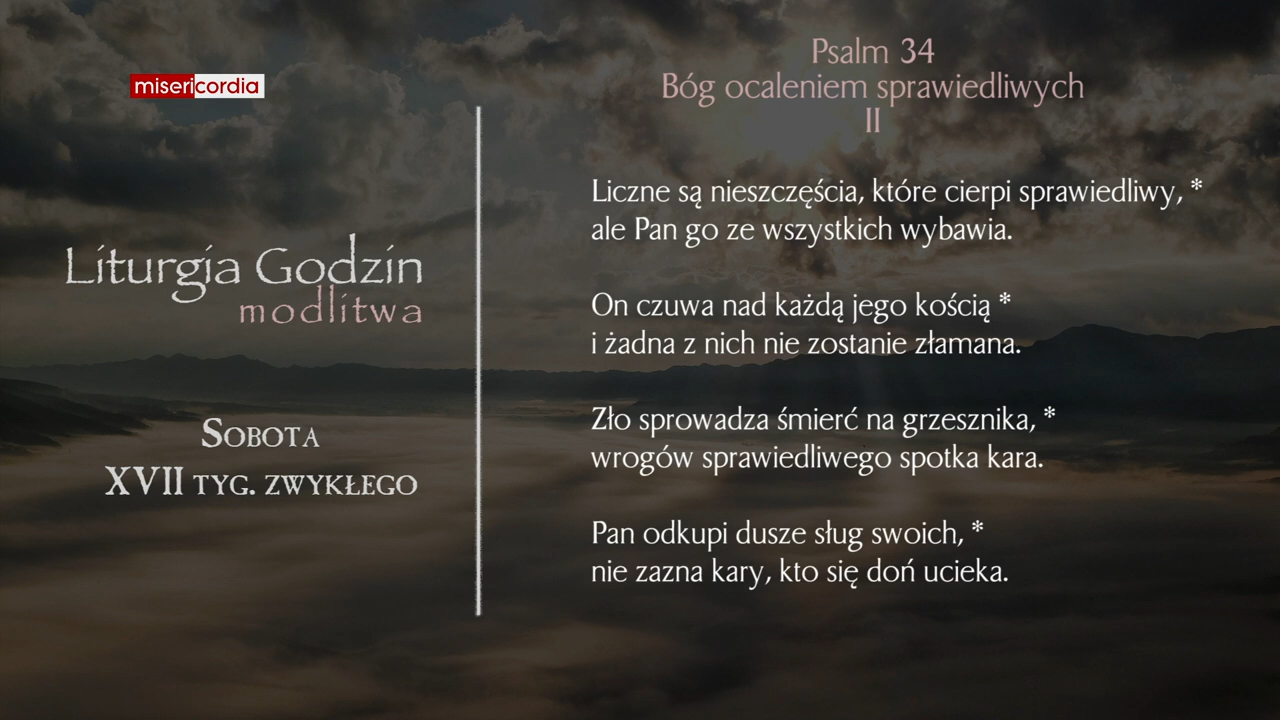 misericordia
Liturgia Godzin
modlitwa
Sobota
XVII tyg. zwykłego
Psalm 34
Bóg ocaleniem sprawiedliwych
II
Liczne są nieszczęścia, które cierpi sprawiedliwy, *
ale Pan go ze wszystkich wybawia.
On czuwa nad każdą jego kością *
i żadna z nich nie zostanie złamana.
Zło sprowadza śmierć na grzesznika, *
wrogów sprawiedliwego spotka kara.
Pan odkupi dusze sług swoich, *
nie zazna kary, kto się doń ucieka.